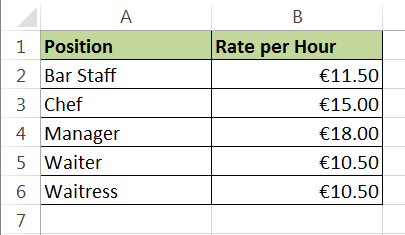 A B
1 Position Rate per Hour
2 Bar Staff €11.50
3 Chef €15.00
4 Manager €18.00
5 Waiter €10.50
6 Waitress €10.50
7